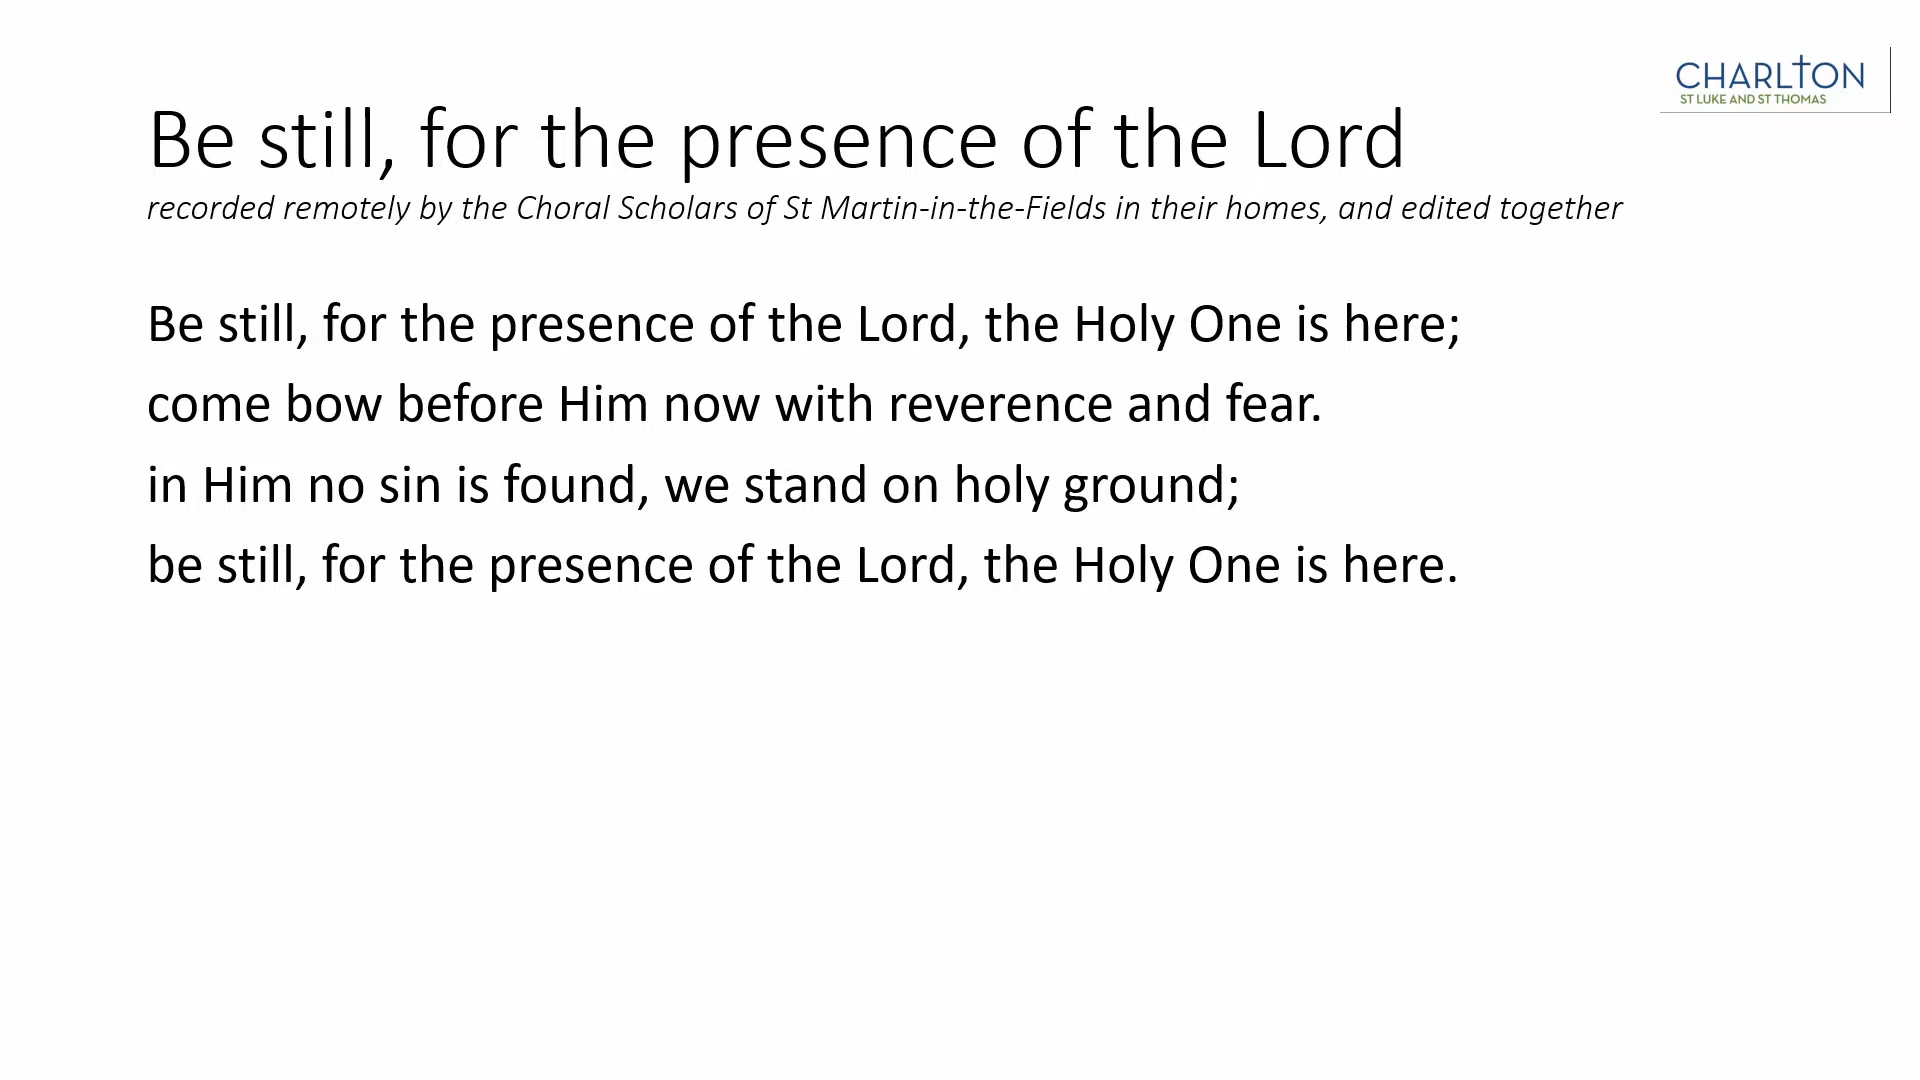 CHARLTON
ST LUKE AND ST THOMAS
Be still, for the presence of the Lord
recorded remotely by the Choral Scholars of St Martin-in-the-Fields in their homes, and edited together
Be still, for the presence of the Lord, the Holy One is here;
come bow before Him now with reverence and fear.
in Him no sin is found, we stand on holy ground;
be still, for the presence of the Lord, the Holy One is here.